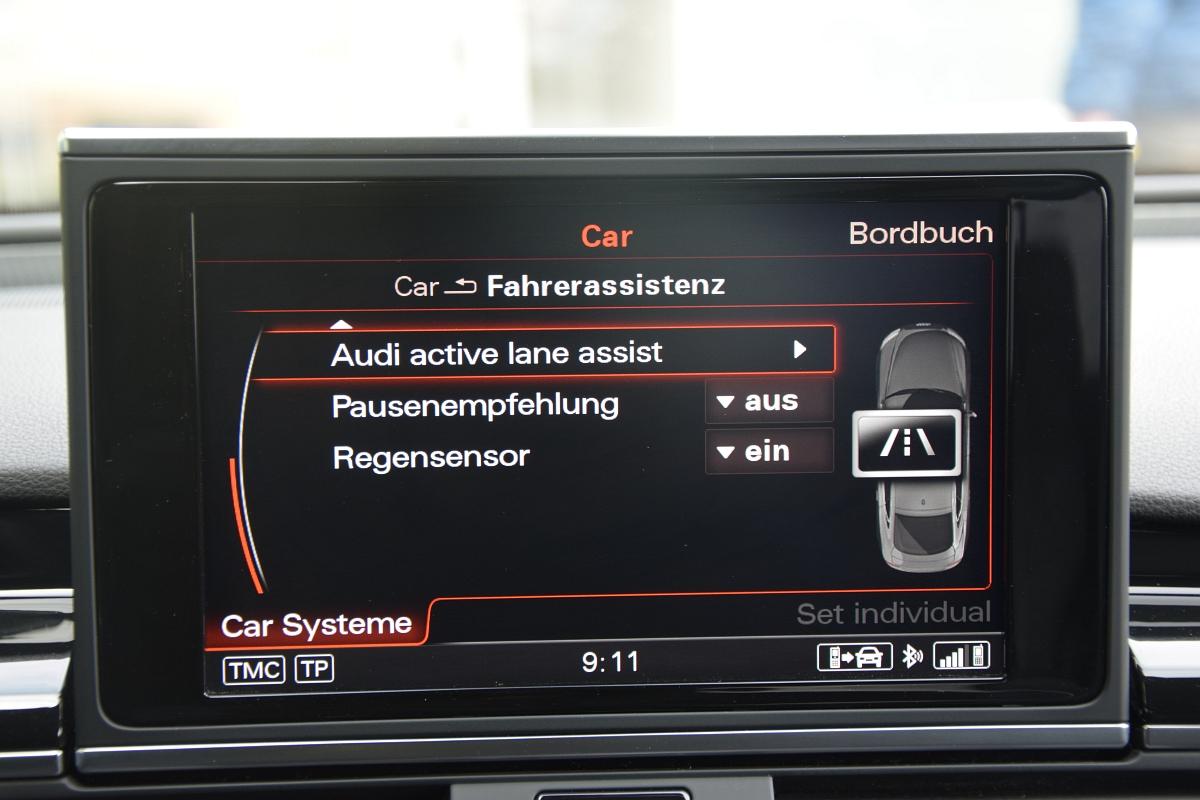 Car Bordbuch
Car Fahrerassistenz
Audi active lane assist
Pausenempfehlung aus
Regensensor ein
Car Systeme Set individual
TMC TP 9:11